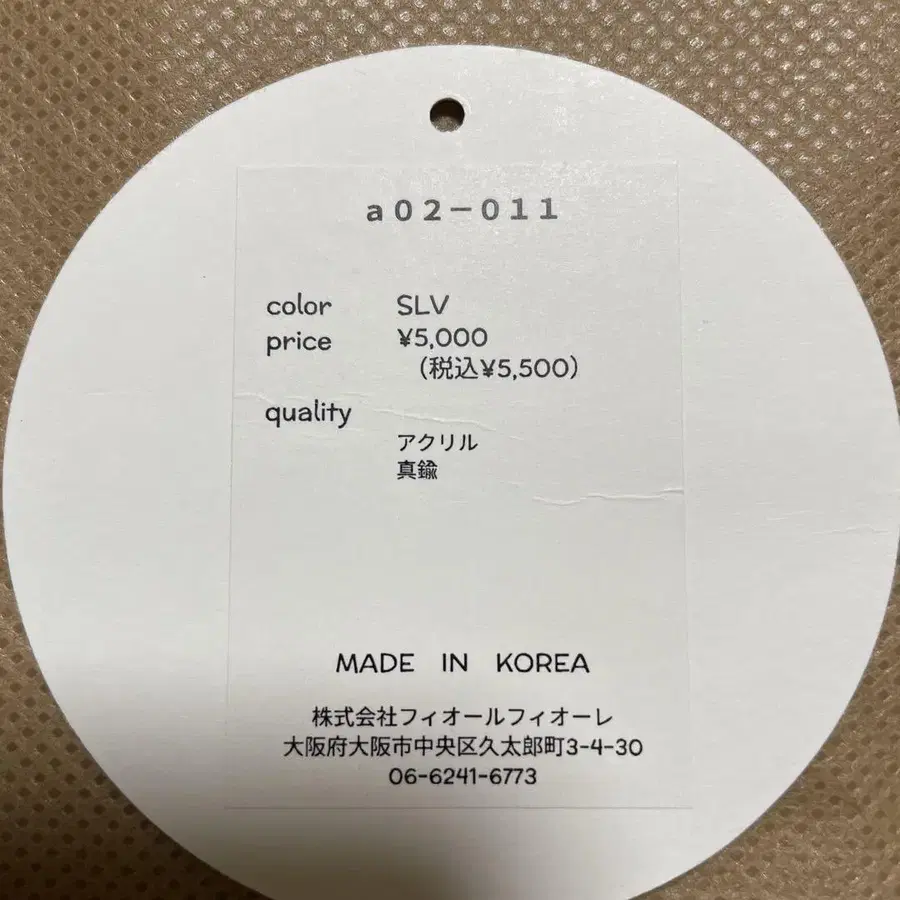 a02-011
color SLV
price ¥5,000
(税込¥5,500)
quality
アクリル
真鍮
MADE IN KOREA
株式会社フィオールフィオーレ
大阪府大阪市中央区久太郎町3-4-30
06-6241-6773